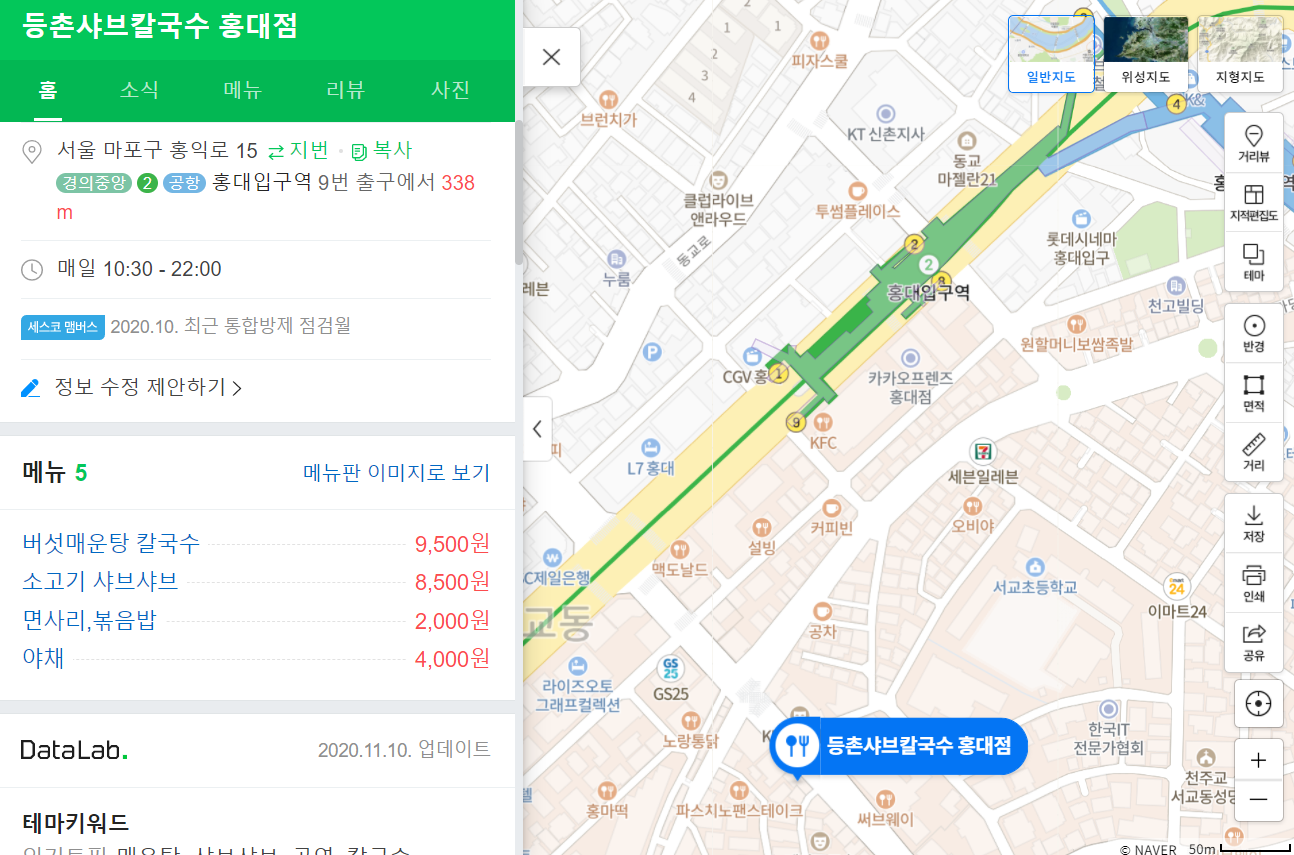 등촌샤브칼국수 홍대점
홈 소식 메뉴 리뷰 사진
서울 마포구 홍익로 15 지번 · 복사
경의중앙 2 공항 홍대입구역 9번 출구에서 338
m
매일 10:30 - 22:00
세스코 멤버스 2020.10. 최근 통합방제 점검월
정보 수정 제안하기
메뉴 5 메뉴판 이미지로 보기
버섯매운탕 칼국수 9,500원
소고기 샤브샤브 8,500원
면사리,볶음밥 2,000원
야채 4,000원
DataLab.
2020.11.10. 업데이트
테마키워드
피자스쿨
브런치가
1
2
3
4
1
2
KT 신촌지사
동교
마젤란21
클럽라이브
앤라우드
투썸플레이스
동교로
누룸
레븐
롯데시네마
홍대입구
천고빌딩
2
2
8
홍대입구역
원할머니보쌈족발
P
CGV 홍
1
카카오프렌즈
홍대점
9
KFC
L7 홍대
세븐일레븐
커피빈
오비야
설빙
맥도날드
C제일은행
서교초등학교
이마트24
교동
공차
GS
25
GS25
라이즈오토
그래프컬렉션
노랑통닭
한국IT
전문가협회
등촌샤브칼국수 홍대점
천주교
서교동성당
홍마떡
파스치노팬스테이크
써브웨이
일반지도
위성지도
지형지도
4
거리뷰
지적편집도
테마
반경
면적
거리
저장
인쇄
공유
© NAVER 50m